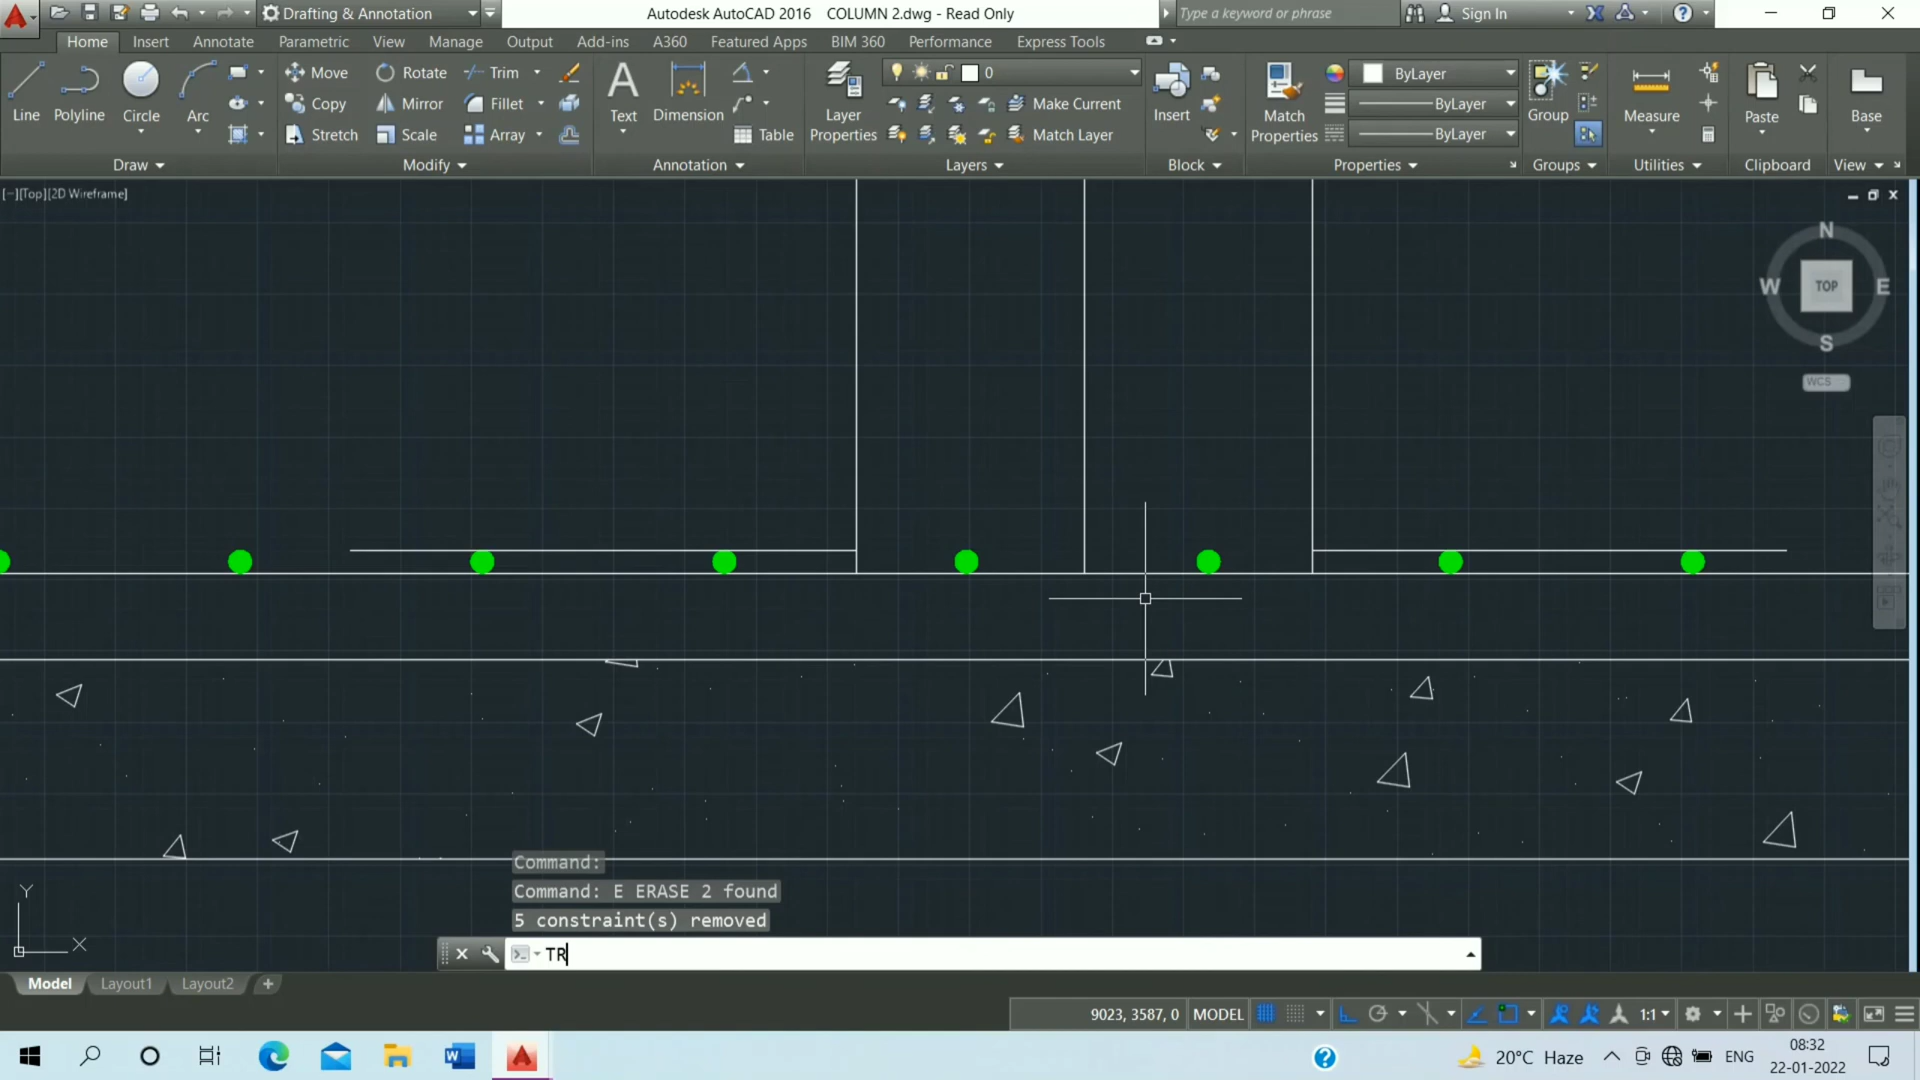 Drafting & Annotation
Autodesk AutoCAD 2016 COLUMN 2.dwg - Read Only
Type a keyword or phrase
Sign In
Home Insert Annotate Parametric View Manage Output Add-ins A360 Featured Apps BIM 360 Performance Express Tools
Line Polyline Circle Arc
Move Rotate Trim
Copy Mirror Fillet
Stretch Scale Array
Text Dimension Table
Layer Properties
0
Make Current
Match Layer
Insert
Match Properties
ByLayer
ByLayer
ByLayer
Group
Measure
Paste
Base
Draw Modify Annotation Layers Block Properties Groups Utilities Clipboard View
[−][Top][2D Wireframe]
N
W TOP E
S
WCS
Y
X
Command:
Command: E ERASE 2 found
5 constraint(s) removed
TR
Model Layout1 Layout2
9023, 3587, 0 MODEL 1:1
20°C Haze
ENG
08:32
22-01-2022